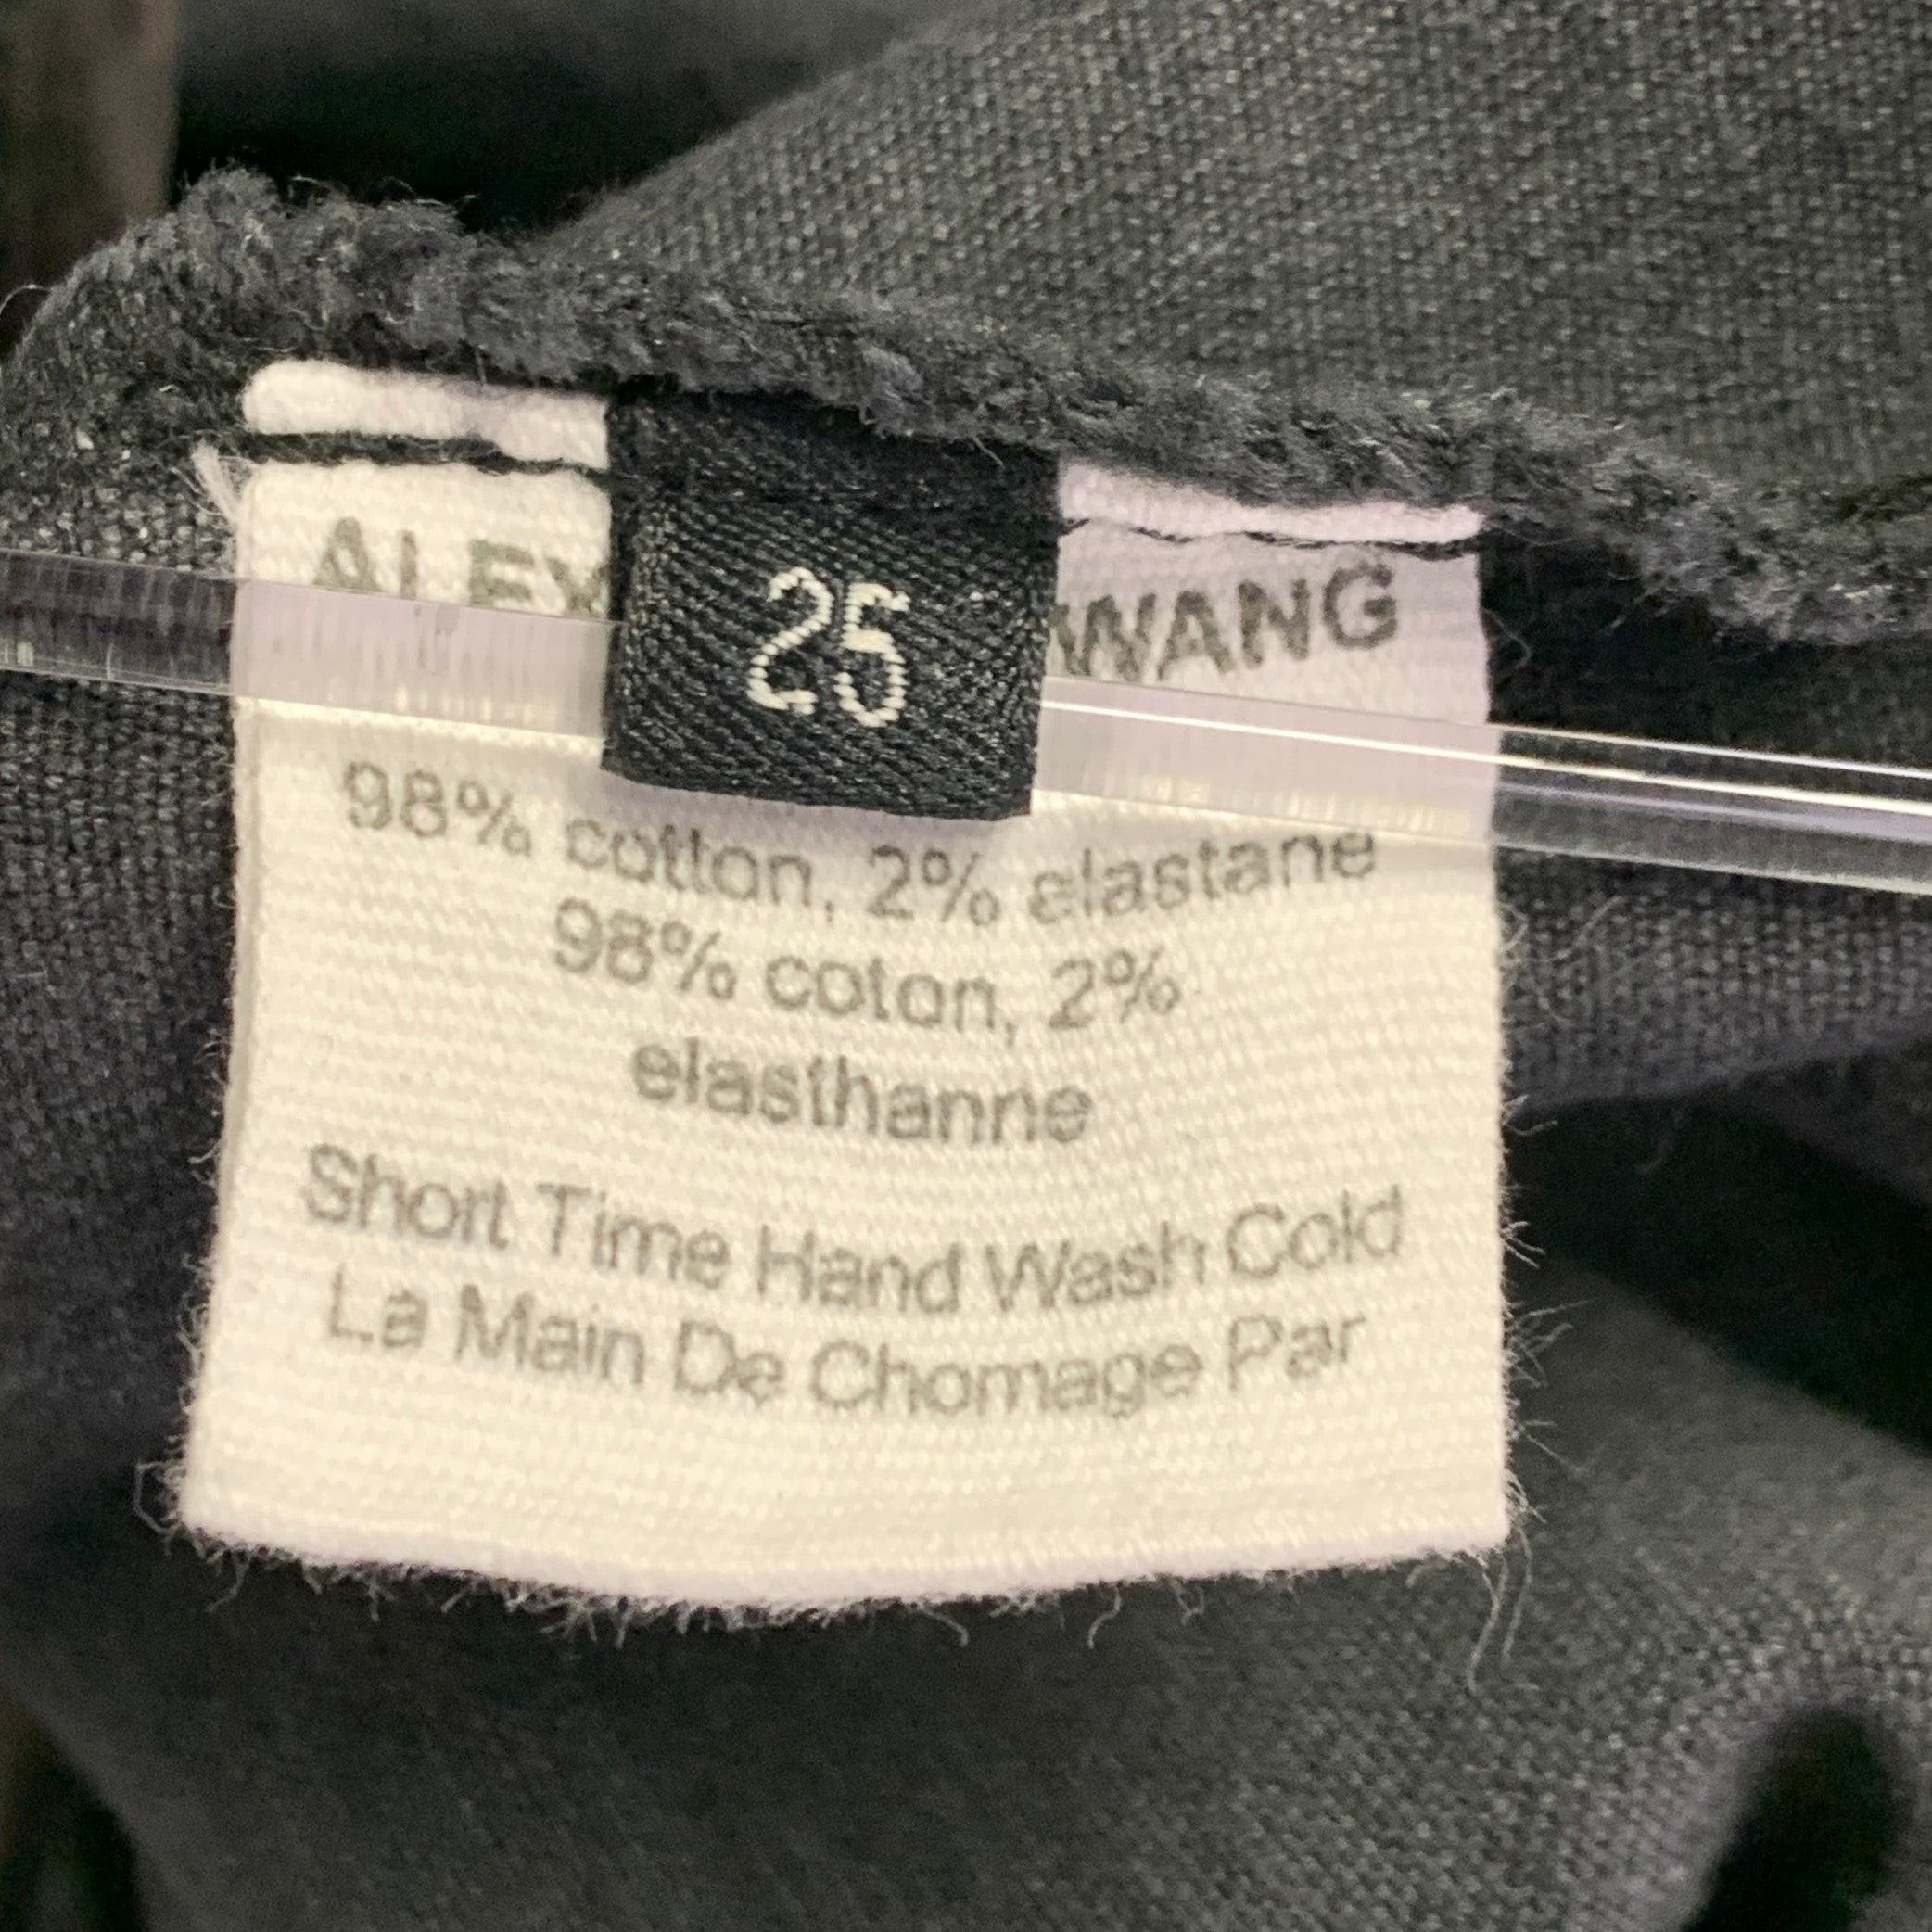 ALEX WANG
25
98% cotton, 2% elastane
98% coton, 2%
elasthanne
Short Time Hand Wash Cold
La Main De Chomage Par